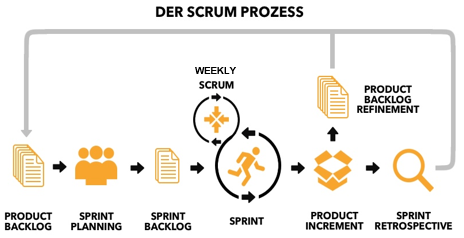 DER SCRUM PROZESS
WEEKLY
SCRUM
PRODUCT
BACKLOG
REFINEMENT
PRODUCT
BACKLOG
SPRINT
PLANNING
SPRINT
BACKLOG
SPRINT
PRODUCT
INCREMENT
SPRINT
RETROSPECTIVE